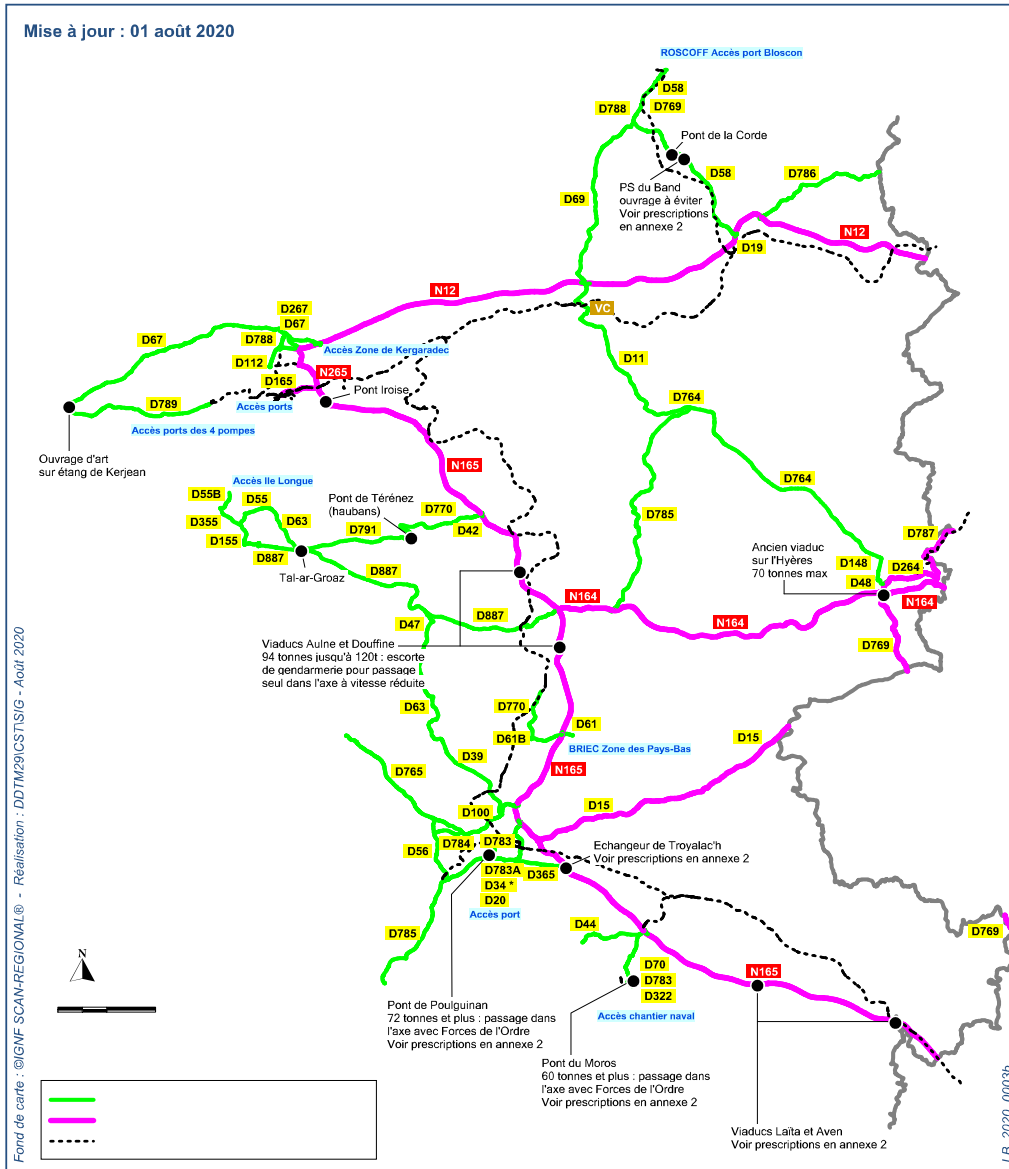 Mise à jour : 01 août 2020
ROSCOFF Accès port Bloscon
D58
D788
D769
Pont de la Corde
D58
D786
PS du Band
ouvrage à éviter
Voir prescriptions
en annexe 2
D69
N12
D19
N12
VC
D267
D67
D67
D788
Accès Zone de Kergaradec
D11
D112
N265
D165
Pont Iroise
D764
D789
Accès ports
Accès ports des 4 pompes
Ouvrage d'art
sur étang de Kerjean
N165
D764
Accès Ile Longue
D55B
D55
Pont de Térénez
(haubans)
D770
D785
D355
D63
D791
D42
D787
D155
D887
Ancien viaduc
sur l'Hyères
70 tonnes max
D148
D264
Tal-ar-Groaz
D887
D48
N164
N164
D47
D887
N164
D769
Viaducs Aulne et Douffine
94 tonnes jusqu'à 120t : escorte
de gendarmerie pour passage
seul dans l'axe à vitesse réduite
D63
D770
D61
D61B
BRIEC Zone des Pays-Bas
D15
D39
N165
D765
D100
D15
D784
D783
D56
Echangeur de Troyalac'h
Voir prescriptions en annexe 2
D783A
D365
D34 *
D20
Accès port
D785
D44
D769
D70
D783
D322
N165
N
Accès chantier naval
Pont de Poulguinan
72 tonnes et plus : passage dans
l'axe avec Forces de l'Ordre
Voir prescriptions en annexe 2
Pont du Moros
60 tonnes et plus : passage dans
l'axe avec Forces de l'Ordre
Voir prescriptions en annexe 2
Viaducs Laïta et Aven
Voir prescriptions en annexe 2
Fond de carte : ©IGNF SCAN-REGIONAL® - Réalisation : DDTM29\CST\SIG - Août 2020
LB_2020_0003b